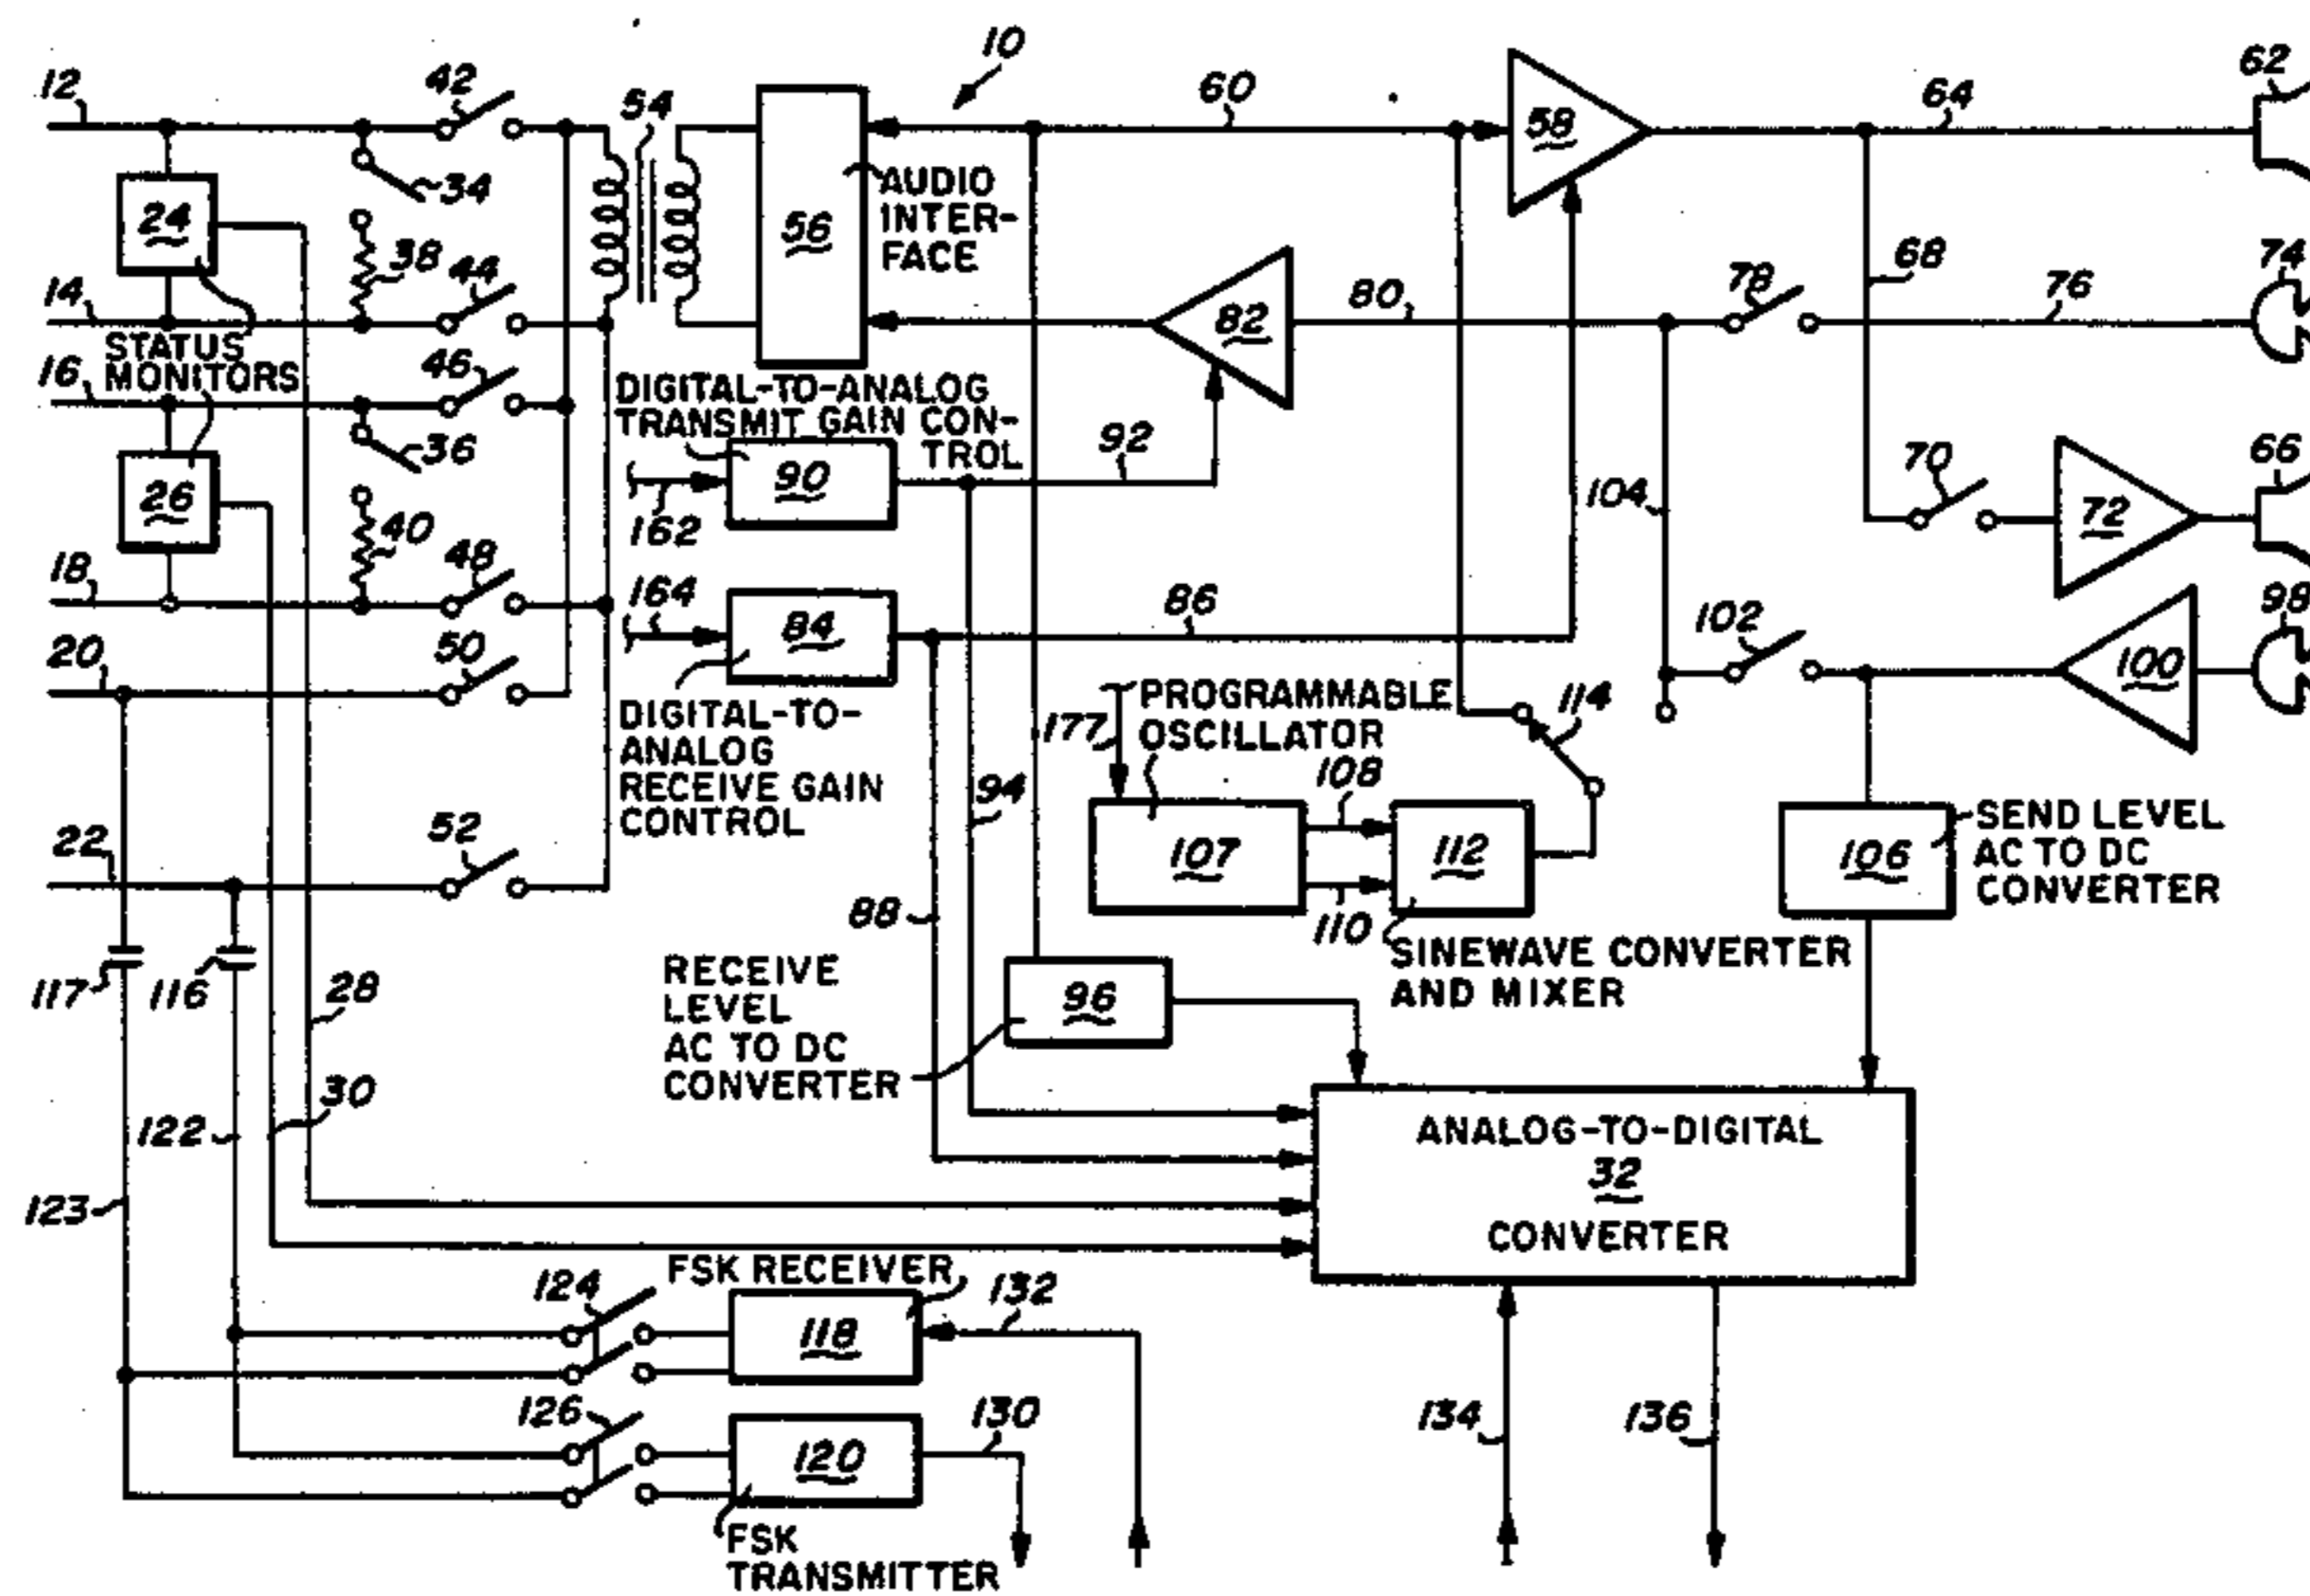 10
12
42
54
60
58
64
62
34
24
AUDIO
INTER-
FACE
56
38
44
14
82
80
78
68
76
74
STATUS
MONITORS
16
46
DIGITAL-TO-ANALOG
TRANSMIT GAIN CON-
TROL
36
26
90
92
162
104
70
72
66
40
18
48
164
84
86
102
100
98
20
50
DIGITAL-TO-
ANALOG
RECEIVE GAIN
CONTROL
177
PROGRAMMABLE
OSCILLATOR
114
108
94
22
52
107
112
106
SEND LEVEL
AC TO DC
CONVERTER
88
110
SINEWAVE CONVERTER
AND MIXER
117
116
28
RECEIVE
LEVEL
AC TO DC
CONVERTER
96
30
122
123
ANALOG-TO-DIGITAL
32
CONVERTER
FSK RECEIVER
124
118
132
126
120
130
134
136
FSK
TRANSMITTER